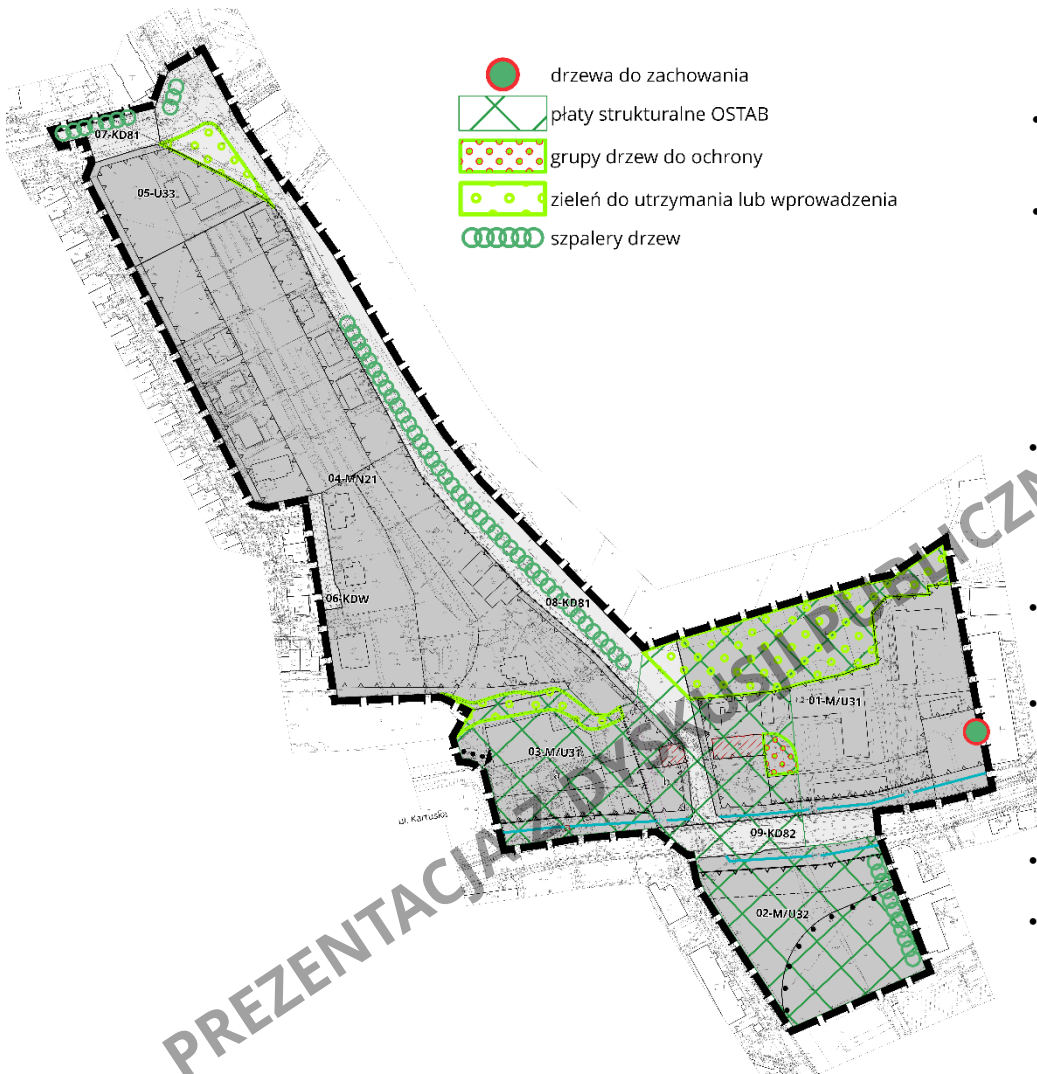 drzewa do zachowania
płaty strukturalne OSTAB
grupy drzew do ochrony
zieleń do utrzymania lub wprowadzenia
szpalery drzew
07-KD81
05-U33
04-MN21
06-KDW
08-KD81
01-M/U31
03-M/U31
ul. Kartuska
09-KD82
02-M/U32
PREZENTACJA Z DYSKUSJI PUBLICZN